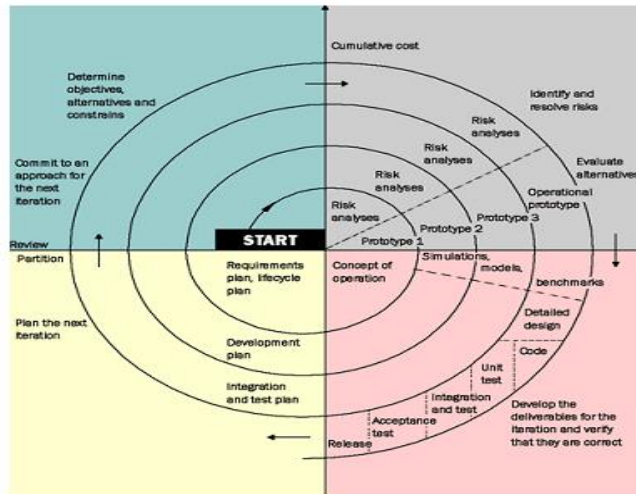 Cumulative cost
Determine
objectives,
alternatives and
constrains
Identify and
resolve risks
Risk
analyses
Risk
analyses
Risk
analyses
Risk
analyses
Commit to an
approach for
the next
iteration
Evaluate
alternatives
Operational
prototype
Prototype 3
Prototype 2
Prototype 1
START
Review
Partition
Requirements
plan, lifecycle
plan
Concept of
operation
Simulations,
models,
benchmarks
Plan the next
iteration
Development
plan
Integration
and test plan
Detailed
design
Code
Unit
test
Integration
and test
Acceptance
test
Release
Develop the
deliverables for the
iteration and verify
that they are correct